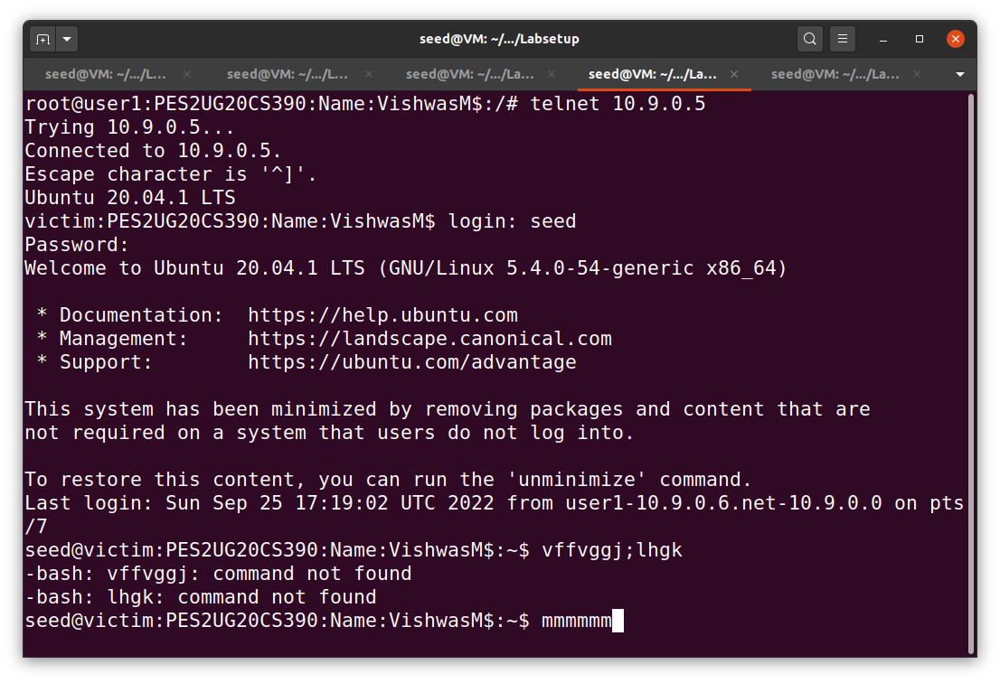 seed@VM: ~/.../Labsetup
seed@VM: ~/.../L... seed@VM: ~/.../L... seed@VM: ~/.../La... seed@VM: ~/.../La... seed@VM: ~/.../La...
root@user1:PES2UG20CS390:Name:VishwasM$:/# telnet 10.9.0.5
Trying 10.9.0.5...
Connected to 10.9.0.5.
Escape character is '^]'.
Ubuntu 20.04.1 LTS
victim:PES2UG20CS390:Name:VishwasM$ login: seed
Password:
Welcome to Ubuntu 20.04.1 LTS (GNU/Linux 5.4.0-54-generic x86_64)
* Documentation:  https://help.ubuntu.com
* Management:     https://landscape.canonical.com
* Support:        https://ubuntu.com/advantage
This system has been minimized by removing packages and content that are
not required on a system that users do not log into.
To restore this content, you can run the 'unminimize' command.
Last login: Sun Sep 25 17:19:02 UTC 2022 from user1-10.9.0.6.net-10.9.0.0 on pts
/7
seed@victim:PES2UG20CS390:Name:VishwasM$:~$ vffvggj;lhgk
-bash: vffvggj: command not found
-bash: lhgk: command not found
seed@victim:PES2UG20CS390:Name:VishwasM$:~$ mmmmmm